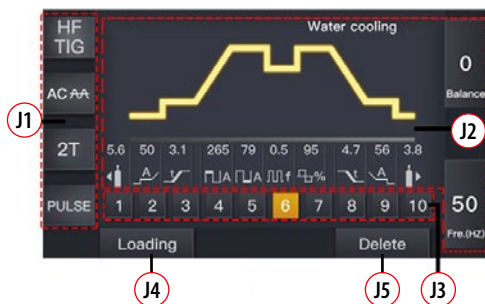 HF
TIG
Water cooling
0
Balance
J1
AC
J2
2T
5.6 50 3.1 265 79 0.5 95 4.7 56 3.8
A A A f % A
PULSE
1 2 3 4 5 6 7 8 9 10
50
Fre.(HZ)
Loading
Delete
J4
J5
J3